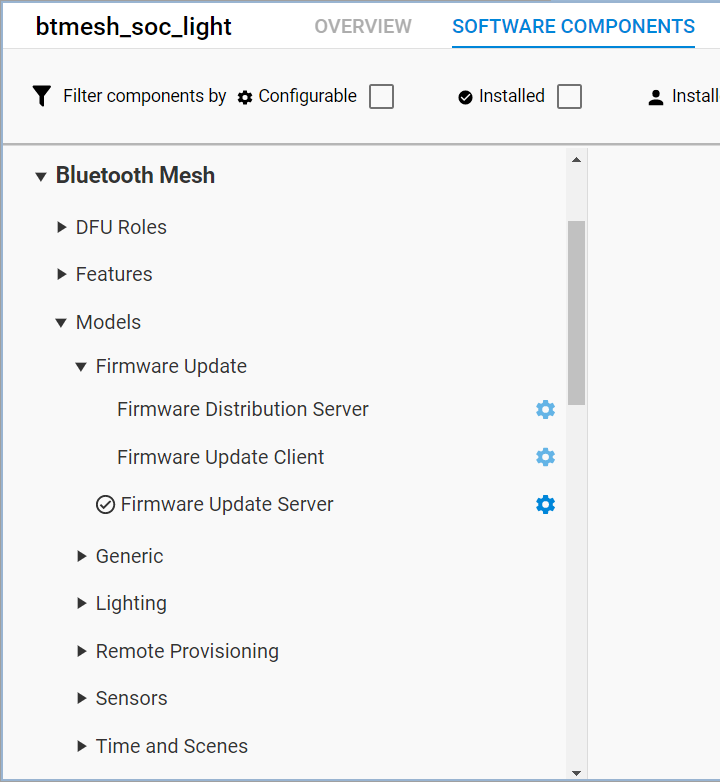 btmesh_soc_light OVERVIEW SOFTWARE COMPONENTS
Filter components by Configurable Installed Install
Bluetooth Mesh
DFU Roles
Features
Models
Firmware Update
Firmware Distribution Server
Firmware Update Client
Firmware Update Server
Generic
Lighting
Remote Provisioning
Sensors
Time and Scenes